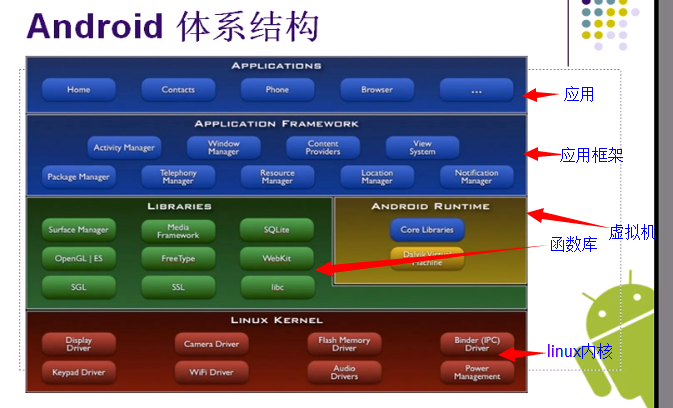 Android 体系结构
APPLICATIONS
Home
Contacts
Phone
Browser
...
应用
APPLICATION FRAMEWORK
Activity Manager
Window
Manager
Content
Providers
View
System
应用框架
Package Manager
Telephony
Manager
Resource
Manager
Location
Manager
Notification
Manager
LIBRARIES
Surface Manager
Media
Framework
SQLite
OpenGL | ES
FreeType
WebKit
SGL
SSL
libc
ANDROID RUNTIME
Core Libraries
Dalvik Virtual
Machine
虚拟机
函数库
LINUX KERNEL
Display
Driver
Camera Driver
Flash Memory
Driver
Binder (IPC)
Driver
linux内核
Keypad Driver
WiFi Driver
Audio
Drivers
Power
Management